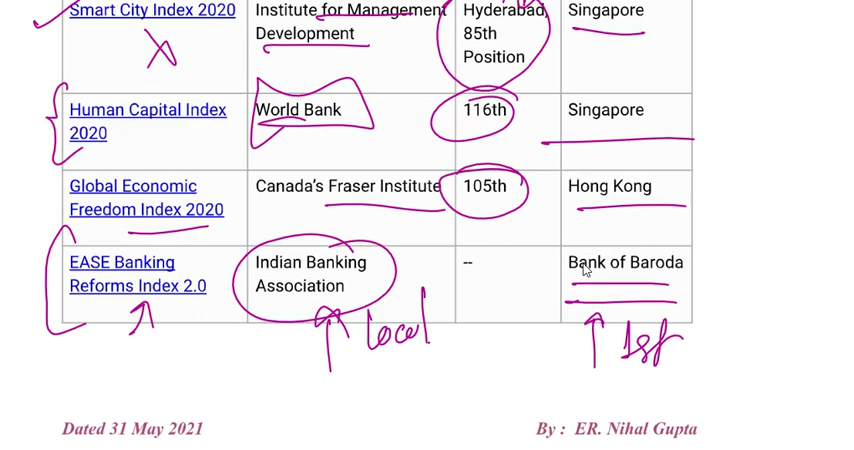 Smart City Index 2020
Institute for Management
Development
Hyderabad,
85th
Position
Singapore
Human Capital Index
2020
World Bank
116th
Singapore
Global Economic
Freedom Index 2020
Canada's Fraser Institute
105th
Hong Kong
EASE Banking
Reforms Index 2.0
Indian Banking
Association
--
Bank of Baroda
local
1st
Dated 31 May 2021
By : ER. Nihal Gupta